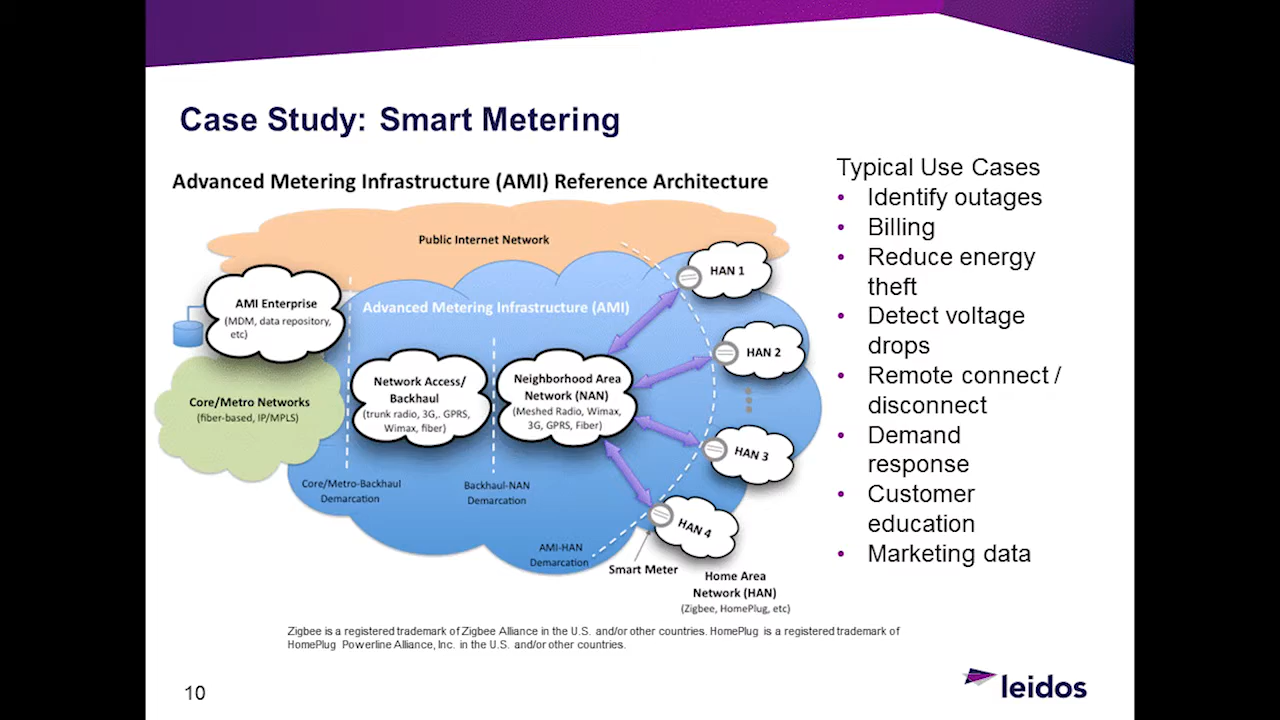 Case Study: Smart Metering
Advanced Metering Infrastructure (AMI) Reference Architecture
Public Internet Network
HAN 1
AMI Enterprise
(MDM, data repository,
etc)
Advanced Metering Infrastructure (AMI)
HAN 2
Core/Metro Networks
(fiber-based, IP/MPLS)
Network Access/
Backhaul
(trunk radio, 3G,. GPRS,
Wimax, fiber)
Neighborhood Area
Network (NAN)
(Meshed Radio, Wimax,
3G, GPRS, Fiber)
HAN 3
Core/Metro-Backhaul
Demarcation
Backhaul-NAN
Demarcation
HAN 4
AMI-HAN
Demarcation
Smart Meter
Home Area
Network (HAN)
(Zigbee, HomePlug, etc)
Typical Use Cases
• Identify outages
• Billing
• Reduce energy
theft
• Detect voltage
drops
• Remote connect /
disconnect
• Demand
response
• Customer
education
• Marketing data
Zigbee is a registered trademark of Zigbee Alliance in the U.S. and/or other countries. HomePlug is a registered trademark of
HomePlug Powerline Alliance, Inc. in the U.S. and/or other countries.
10
leidos